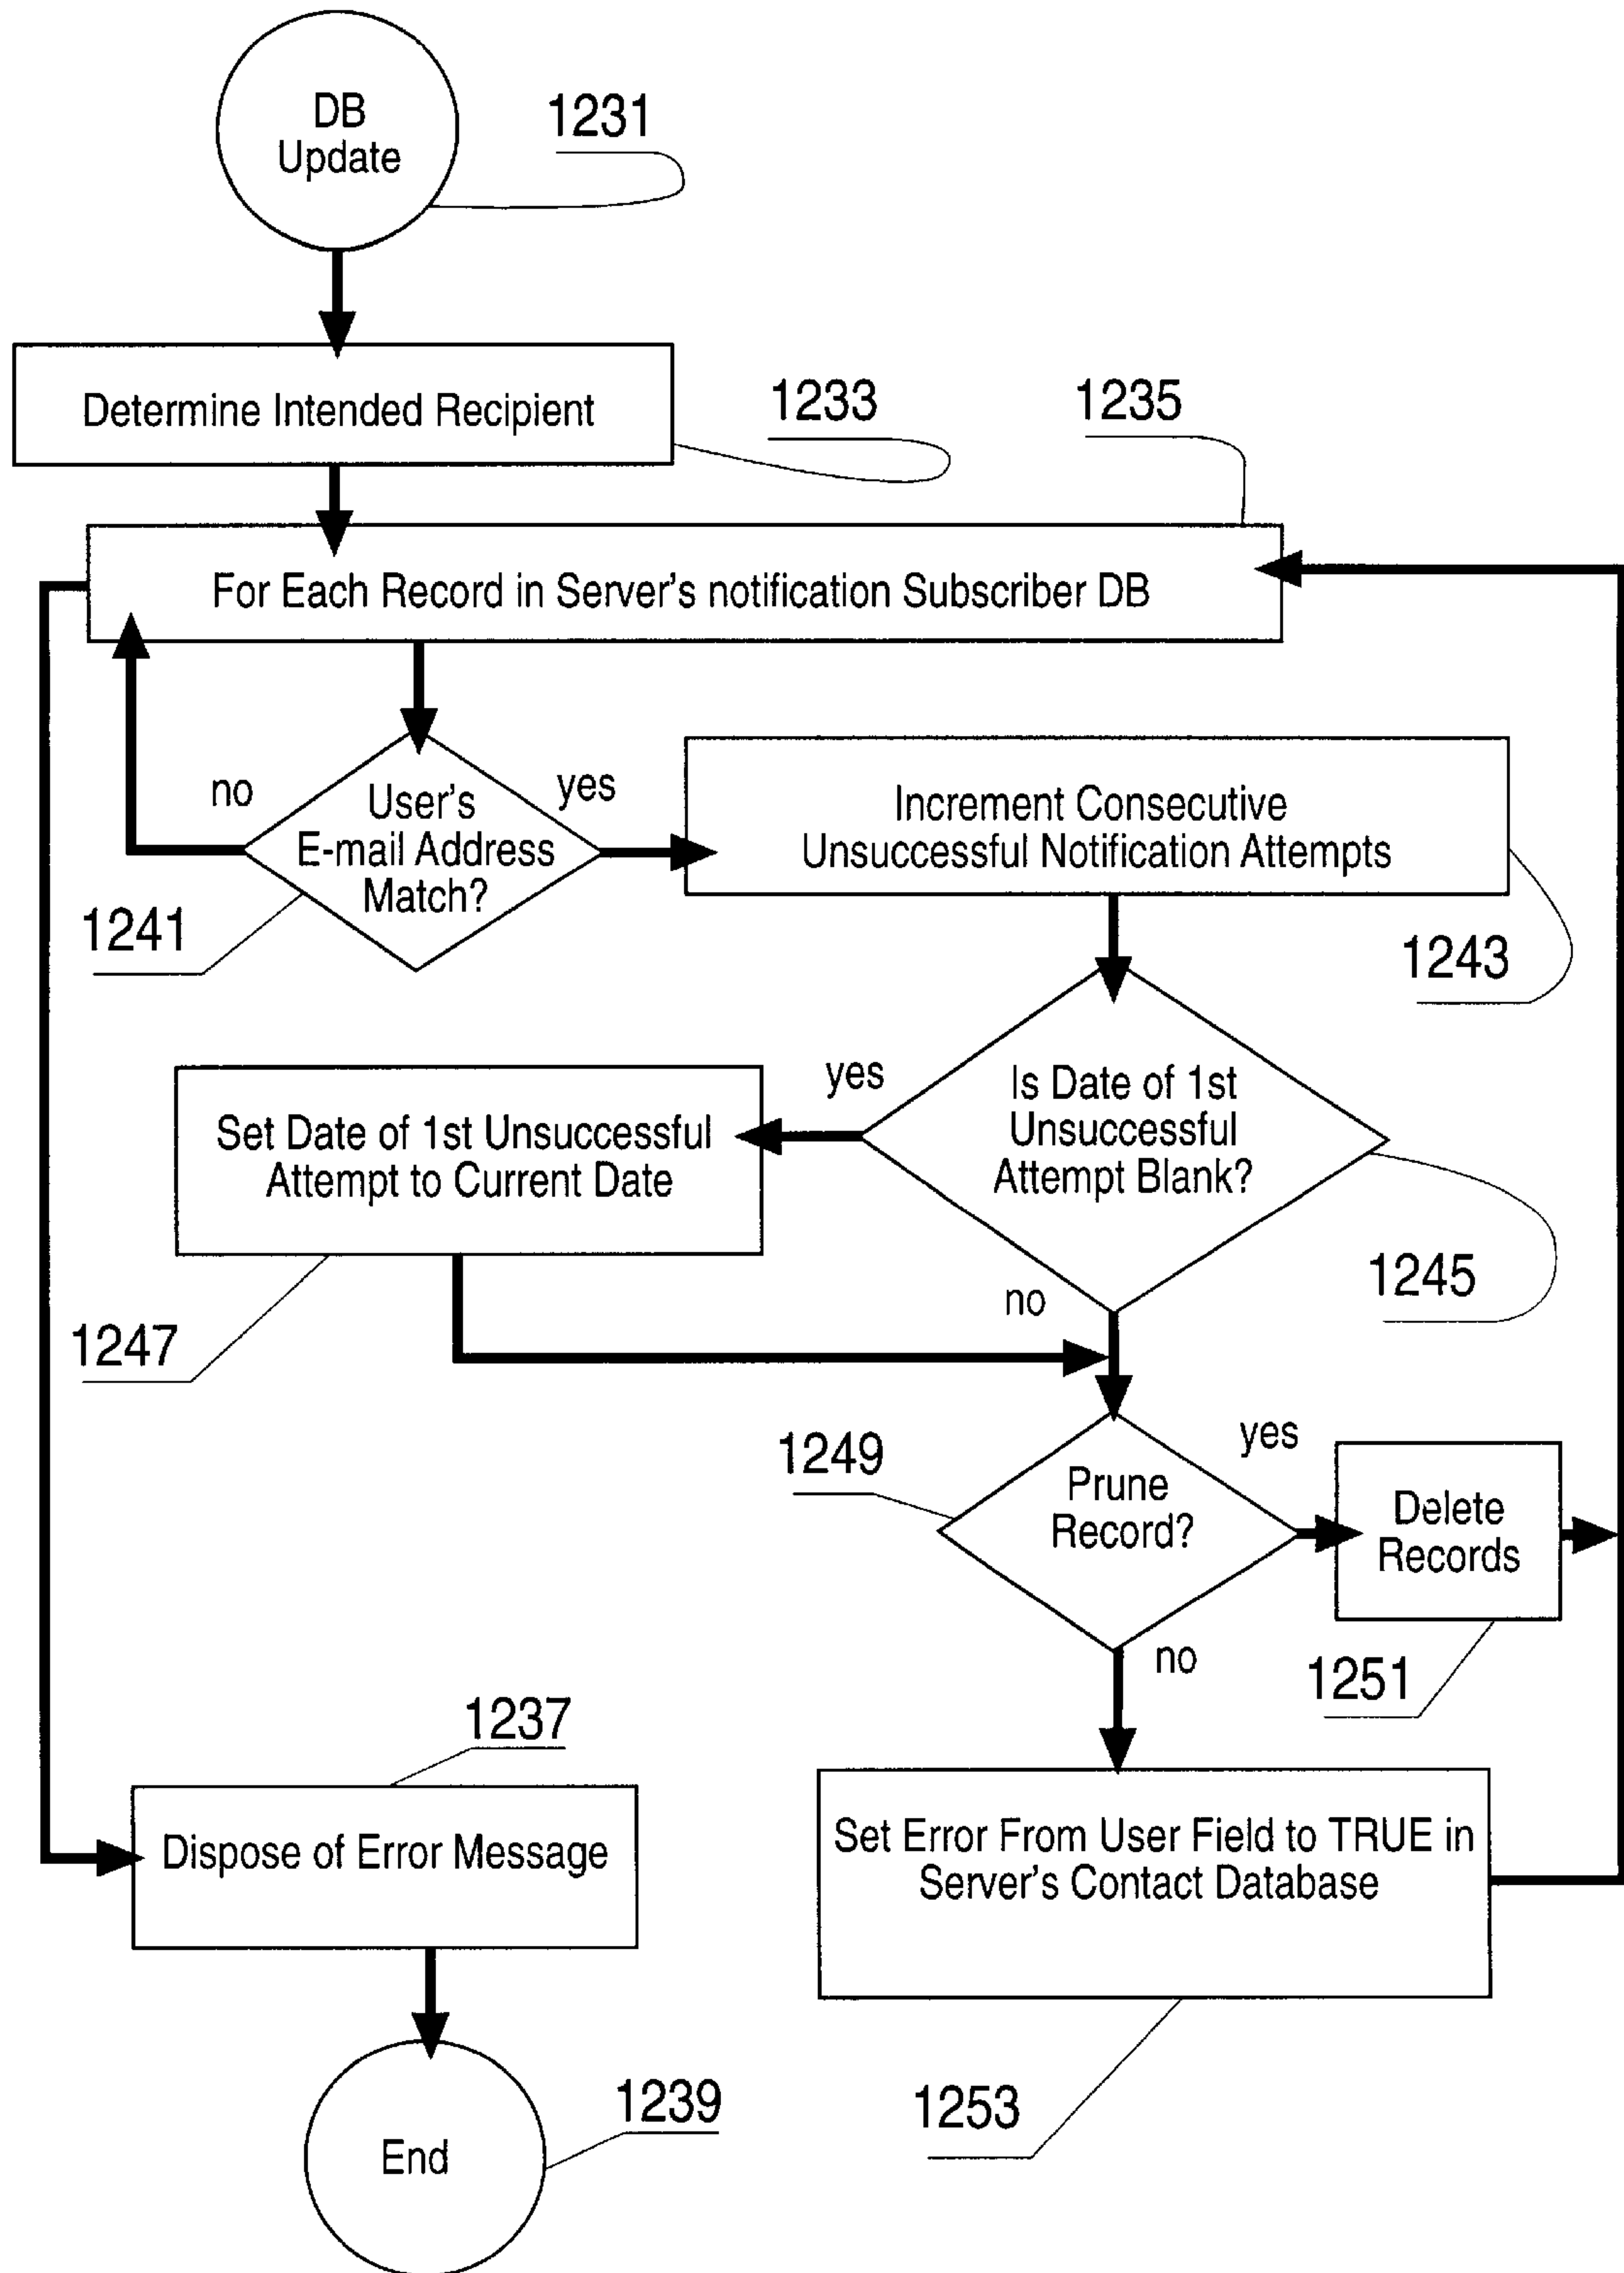 DB
Update
1231
Determine Intended Recipient
1233
1235
For Each Record in Server's notification Subscriber DB
no
User's
E-mail Address
Match?
yes
1241
Increment Consecutive
Unsuccessful Notification Attempts
1243
yes
Is Date of 1st
Unsuccessful
Attempt Blank?
Set Date of 1st Unsuccessful
Attempt to Current Date
1245
no
1247
1249
Prune
Record?
yes
Delete
Records
no
1251
1237
Dispose of Error Message
Set Error From User Field to TRUE in
Server's Contact Database
1239
End
1253